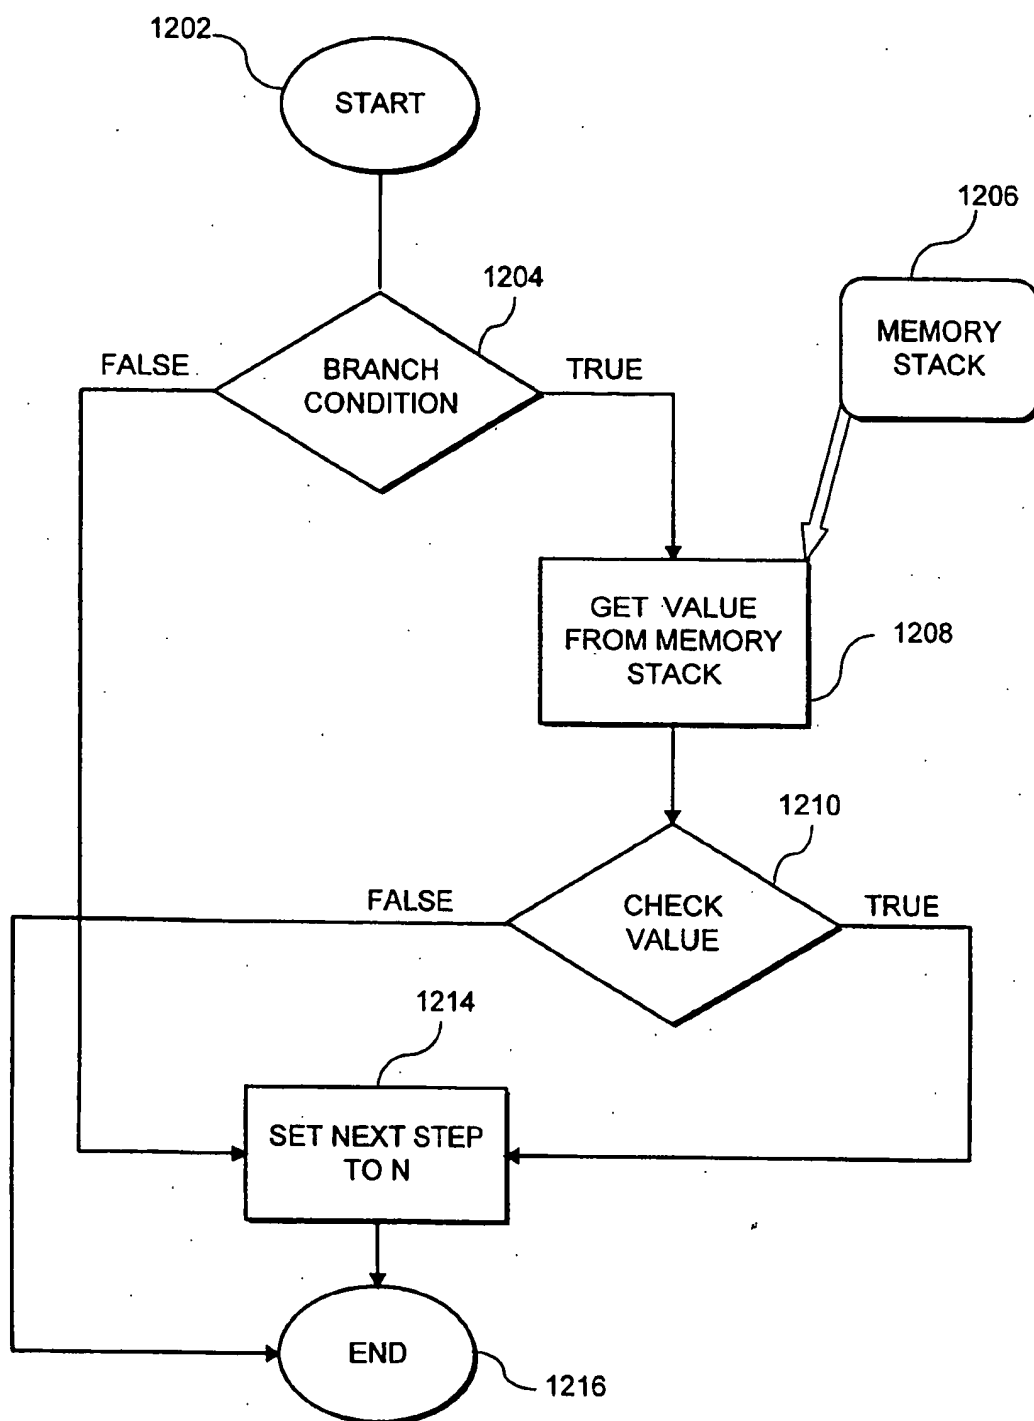 1202
START
1206
MEMORY
STACK
1204
FALSE
TRUE
BRANCH
CONDITION
GET VALUE
FROM MEMORY
STACK
1208
1210
FALSE
TRUE
CHECK
VALUE
1214
SET NEXT STEP
TO N
END
1216